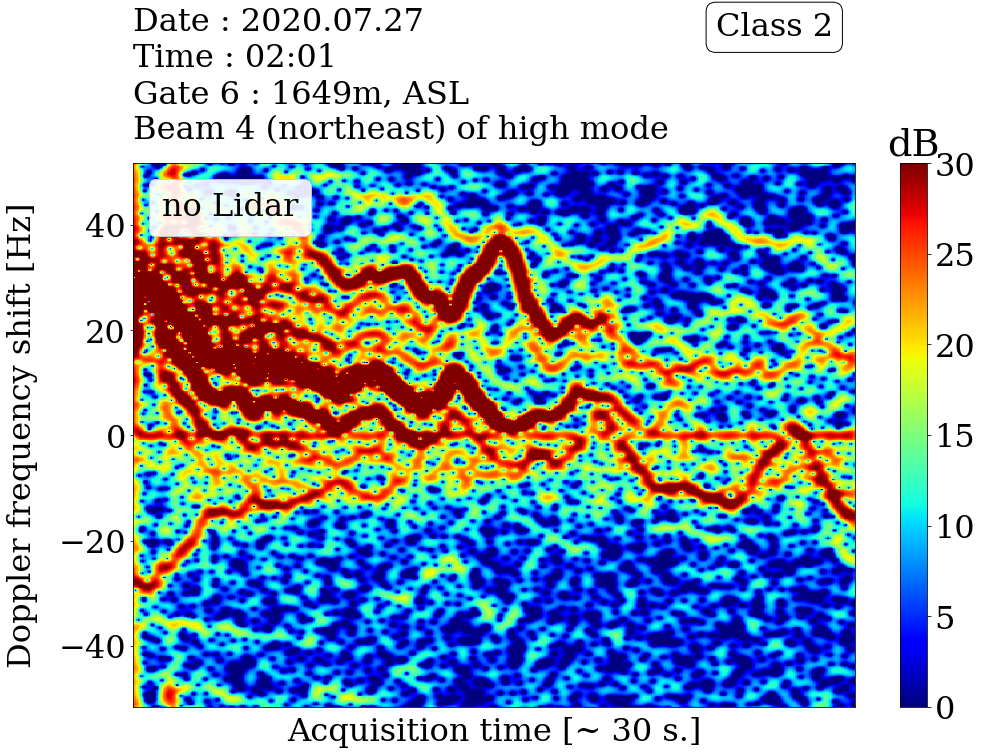 Date : 2020.07.27
Time : 02:01
Gate 6 : 1649m, ASL
Beam 4 (northeast) of high mode
Class 2
no Lidar
dB
30
25
20
15
10
5
0
Doppler frequency shift [Hz]
40
20
0
−20
−40
Acquisition time [~ 30 s.]